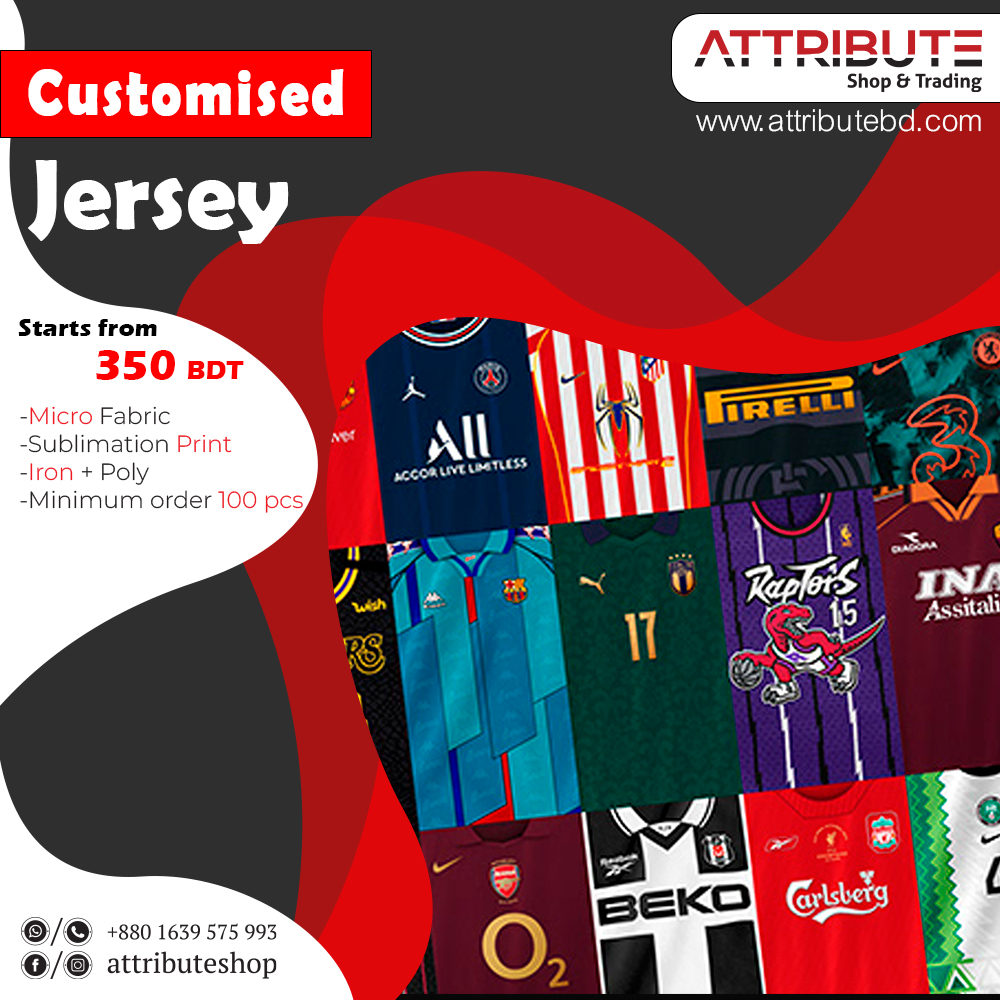 ATTRIBUTE
Shop & Trading
www.attributebd.com
Customised
Jersey
Starts from
350 BDT
-Micro Fabric
-Sublimation Print
-Iron + Poly
-Minimum order 100 pcs
All
ACCOR LIVE LIMITLESS
PIRELLI
3
wish
RS
17
Raptors
15
DIADORA
INA
Assitali
O2
Reebok
BEKO
Carlsberg
+880 1639 575 993
attributeshop